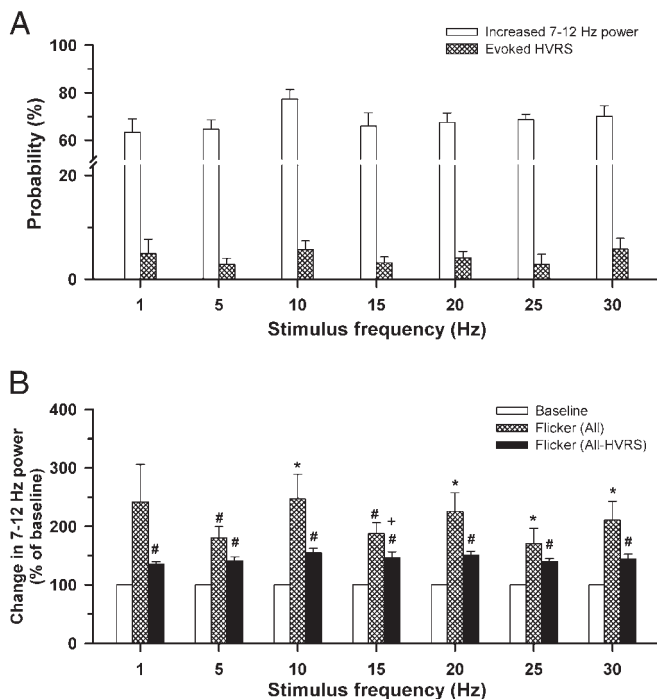 A
Increased 7-12 Hz power
Evoked HVRS
Probability (%)
100
80
60
20
0
1 5 10 15 20 25 30
Stimulus frequency (Hz)
B
Baseline
Flicker (All)
Flicker (All-HVRS)
Change in 7-12 Hz power
(% of baseline)
400
300
200
100
0
# # # * # # + # * # * # * #
1 5 10 15 20 25 30
Stimulus frequency (Hz)